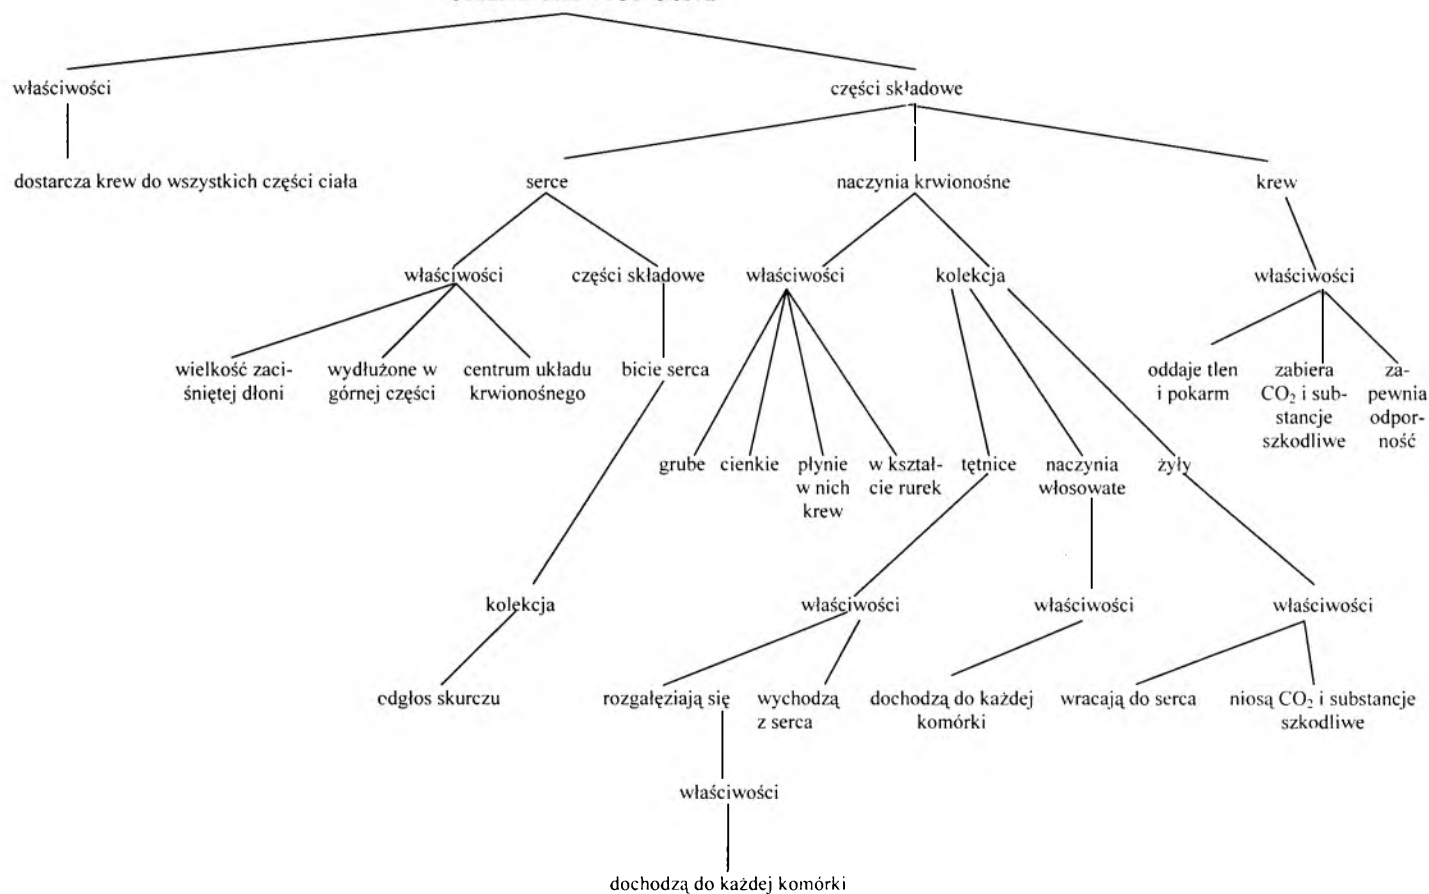 właściwości
części składowe
dostarcza krew do wszystkich części ciała
serce
naczynia krwionośne
krew
właściwości
części składowe
właściwości
kolekcja
właściwości
wielkość zaci-
śniętej dłoni
wydłużone w
górnej części
centrum układu
krwionośnego
bicie serca
oddaje tlen
i pokarm
zabiera
CO₂ i sub-
stancje
szkodliwe
za-
pewnia
odpor-
ność
grube
cienkie
płynie
w nich
krew
w kształ-
cie rurek
tętnice
naczynia
włosowate
żyły
kolekcja
właściwości
właściwości
właściwości
cdgłos skurczu
rozgałęziają się
wychodzą
z serca
dochodzą do każdej
komórki
wracają do serca
niosą CO₂ i substancje
szkodliwe
właściwości
dochodzą do każdej komórki